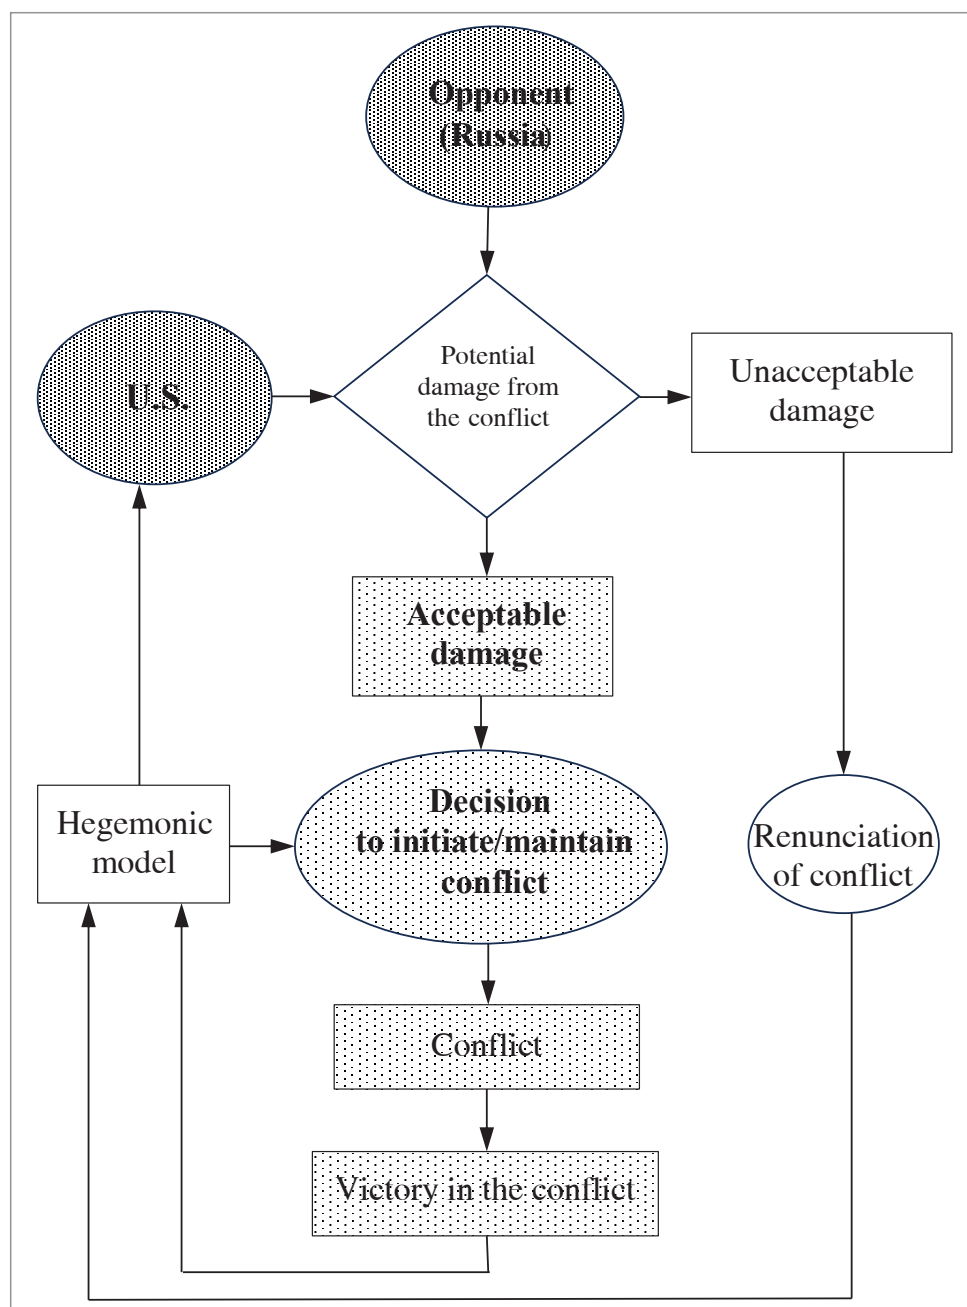 Opponent
(Russia)
U.S.
Potential
damage from
the conflict
Unacceptable
damage
Acceptable
damage
Hegemonic
model
Decision
to initiate/maintain
conflict
Renunciation
of conflict
Conflict
Victory in the conflict